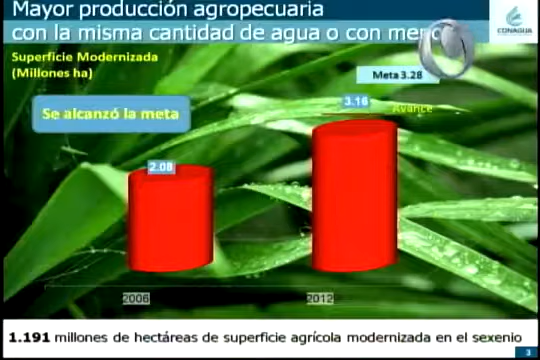 Mayor producción agropecuaria
con la misma cantidad de agua o con
CONAGUA
Superficie Modernizada
(Millones ha)
Meta 3.28
3.16
Avance
Se alcanzó la meta
2.08
2006
2012
1.191 millones de hectáreas de superficie agrícola modernizada en el sexenio
3